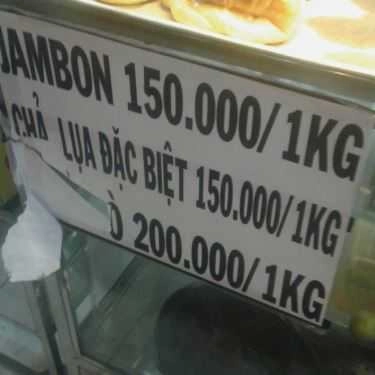 JAMBON 150.000/1KG
CHẢ LỤA ĐẶC BIỆT 150.000/1KG
200.000/1KG